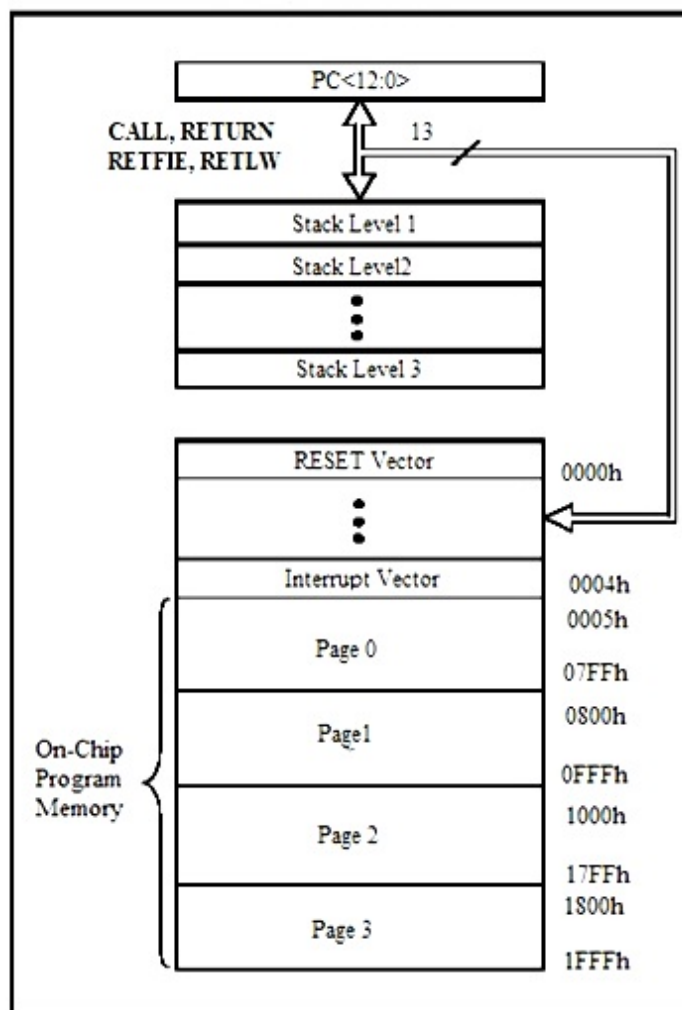 PC<12:0>
CALL, RETURN
RETFIE, RETLW
13
Stack Level 1
Stack Level2
Stack Level 3
RESET Vector
0000h
Interrupt Vector
0004h
0005h
Page 0
07FFh
0800h
Page1
0FFFh
On-Chip
Program
Memory
1000h
Page 2
17FFh
1800h
Page 3
1FFFh